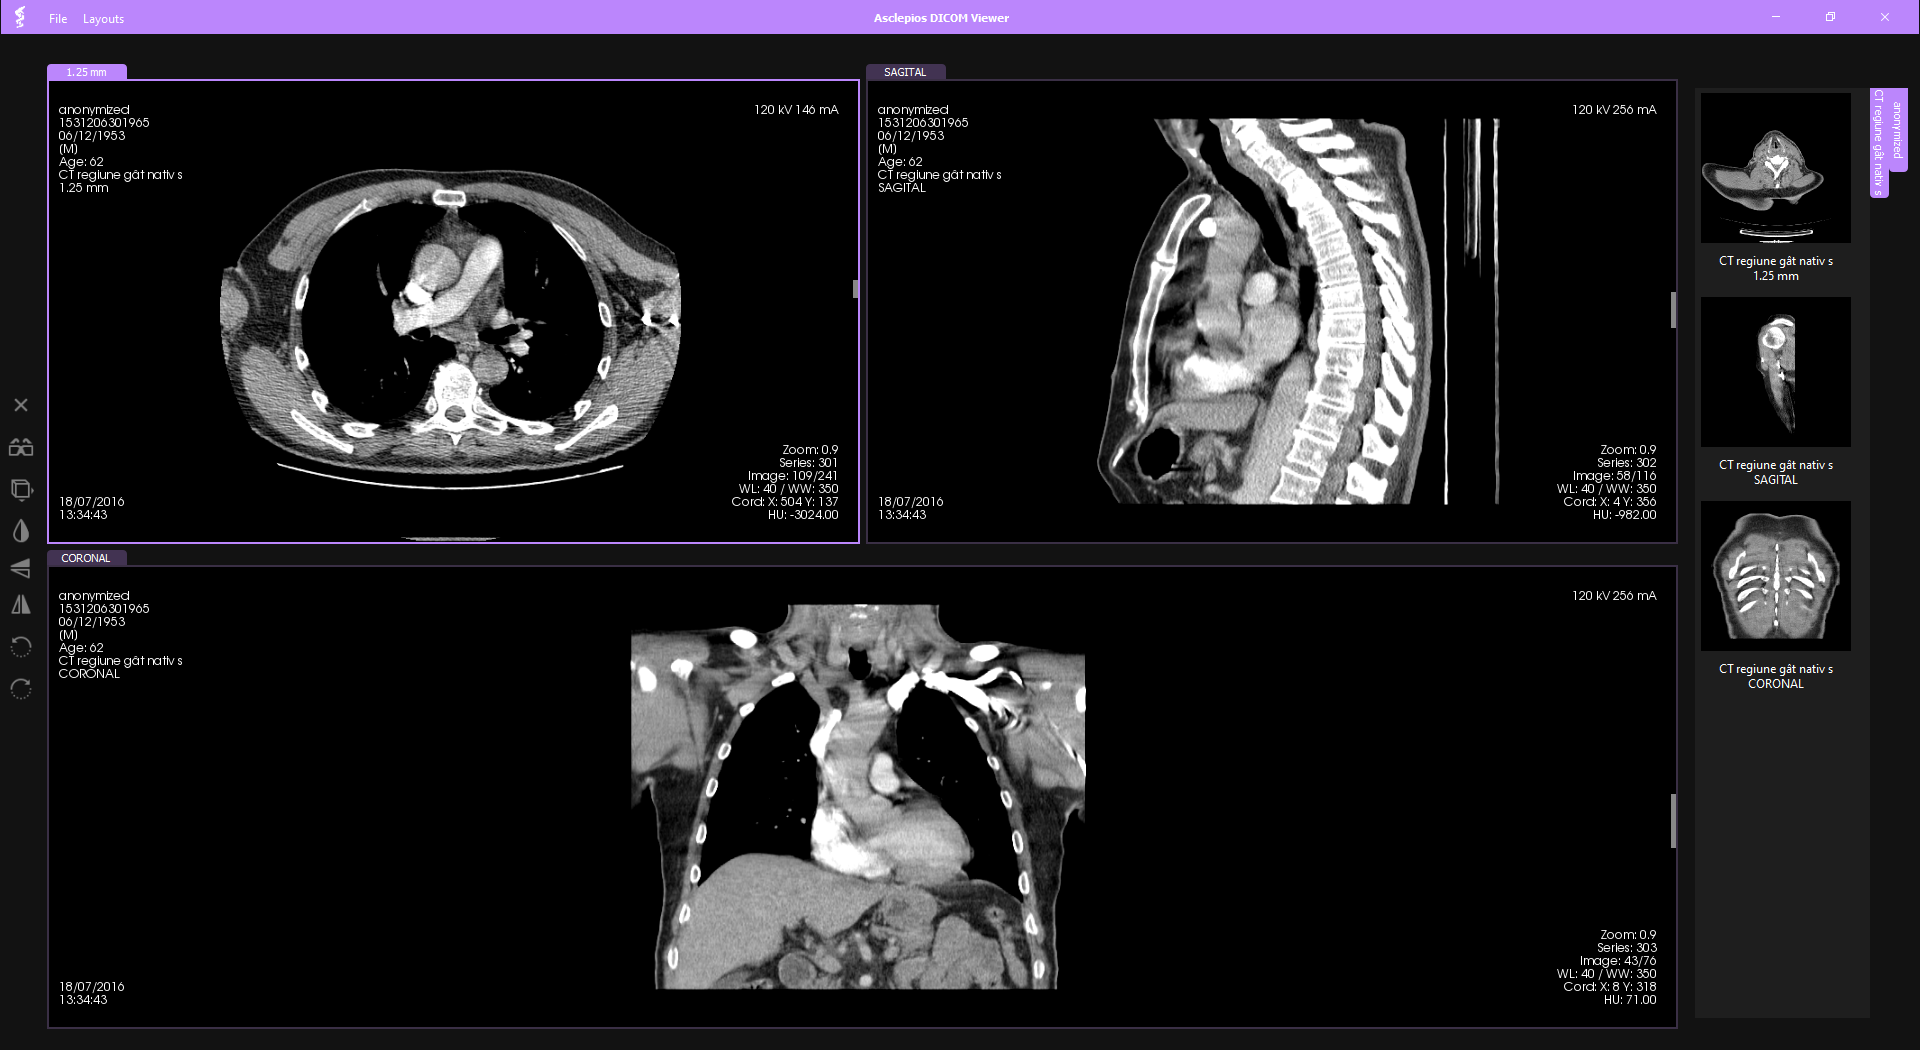 File Layouts
Asclepios DICOM Viewer
1.25 mm
anonymized
1531206301965
06/12/1953
(M)
Age: 62
CT regiune gât nativ s
1.25 mm
120 kV 146 mA
18/07/2016
13:34:43
Zoom: 0.9
Series: 301
Image: 109/241
WL: 40 / WW: 350
Cord: X: 504 Y: 137
HU: -3024.00
SAGITAL
anonymized
1531206301965
06/12/1953
(M)
Age: 62
CT regiune gât nativ s
SAGITAL
120 kV 256 mA
18/07/2016
13:34:43
Zoom: 0.9
Series: 302
Image: 58/116
WL: 40 / WW: 350
Cord: X: 4 Y: 356
HU: -982.00
CORONAL
anonymized
1531206301965
06/12/1953
(M)
Age: 62
CT regiune gât nativ s
CORONAL
120 kV 256 mA
18/07/2016
13:34:43
Zoom: 0.9
Series: 303
Image: 43/76
WL: 40 / WW: 350
Cord: X: 8 Y: 318
HU: 71.00
anonymized
CT regiune gât nativ s
CT regiune gât nativ s
1.25 mm
CT regiune gât nativ s
SAGITAL
CT regiune gât nativ s
CORONAL